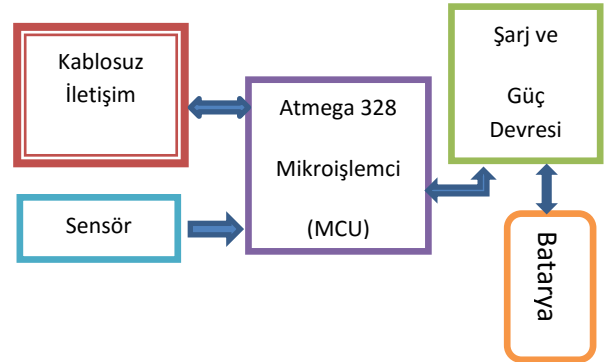 Kablosuz
İletişim
Atmega 328
Mikroişlemci
(MCU)
Şarj ve
Güç
Devresi
Sensör
Batarya